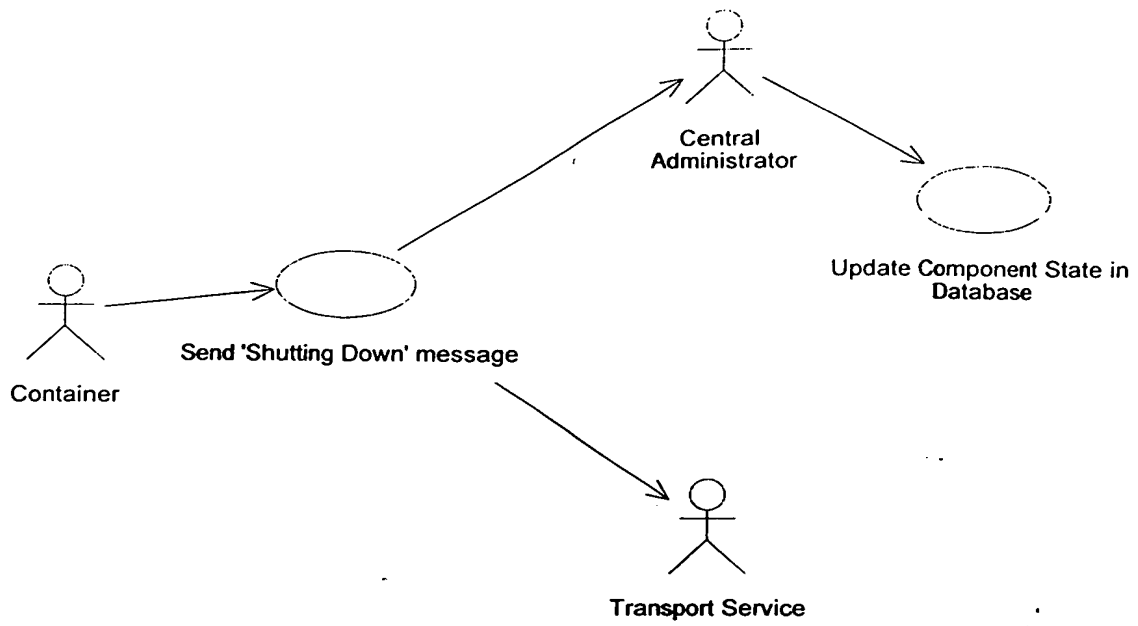 Central
Administrator
Update Component State in
Database
Send 'Shutting Down' message
Container
Transport Service